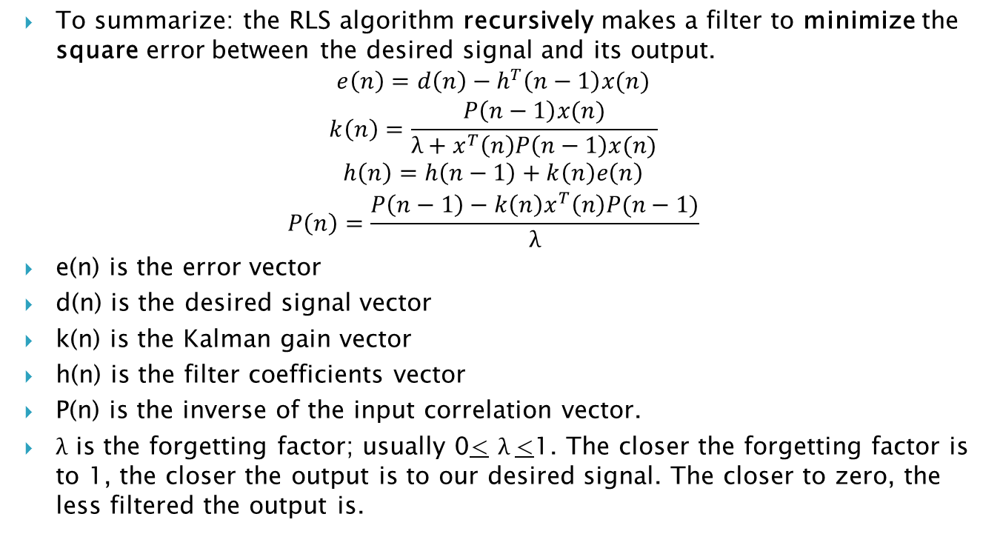 To summarize: the RLS algorithm recursively makes a filter to minimize the
square error between the desired signal and its output.
e(n) = d(n) − hᵀ(n − 1)x(n)
k(n) = P(n − 1)x(n) / λ + xᵀ(n)P(n − 1)x(n)
h(n) = h(n − 1) + k(n)e(n)
P(n) = P(n − 1) − k(n)xᵀ(n)P(n − 1) / λ
e(n) is the error vector
d(n) is the desired signal vector
k(n) is the Kalman gain vector
h(n) is the filter coefficients vector
P(n) is the inverse of the input correlation vector.
λ is the forgetting factor; usually 0≤ λ ≤1. The closer the forgetting factor is
to 1, the closer the output is to our desired signal. The closer to zero, the
less filtered the output is.